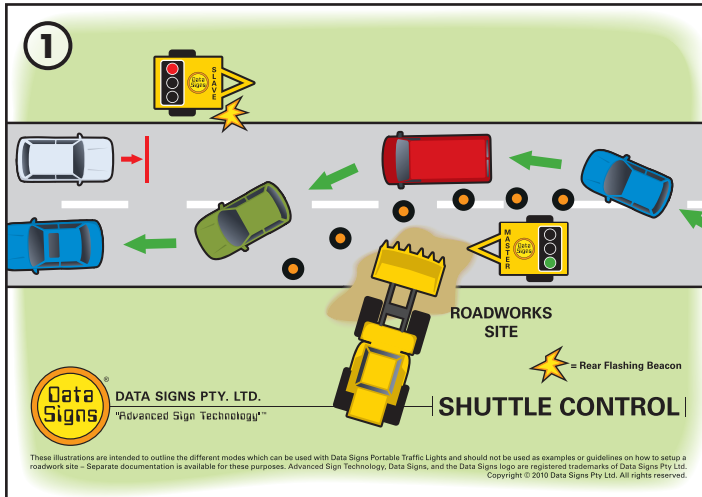 1
Data
Signs
SLAVE
MASTER
Data
Signs
ROADWORKS
SITE
= Rear Flashing Beacon
Data
Signs
®
DATA SIGNS PTY. LTD.
"Advanced Sign Technology"™
SHUTTLE CONTROL
These illustrations are intended to outline the different modes which can be used with Data Signs Portable Traffic Lights and should not be used as examples or guidelines on how to setup a
roadwork site – Separate documentation is available for these purposes. Advanced Sign Technology, Data Signs, and the Data Signs logo are registered trademarks of Data Signs Pty Ltd.
Copyright © 2010 Data Signs Pty Ltd. All rights reserved.